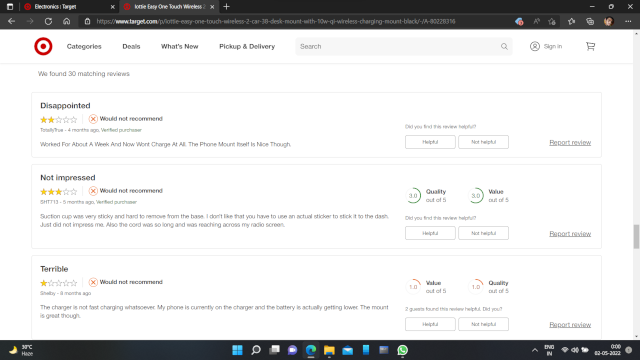 Electronics : Target
iottie Easy One Touch Wireless 2
https://www.target.com/p/iottie-easy-one-touch-wireless-2-car-38-desk-mount-with-10w-qi-wireless-charging-mount-black/-/A-80228316
Categories Deals What's New Pickup & Delivery Search Sign in
We found 30 matching reviews
Disappointed
Would not recommend
TotallyTrue - 4 months ago, Verified purchaser
Worked For About A Week And Now Wont Charge At All. The Phone Mount Itself Is Nice Though.
Did you find this review helpful?
Helpful Not helpful Report review
Not impressed
Would not recommend
SHT713 - 5 months ago, Verified purchaser
Suction cup was very sticky and hard to remove from the base. I don't like that you have to use an actual sticker to stick it to the dash.
Just did not impress me. Also the cord was so long and was reaching across my radio screen.
3.0 Quality out of 5 3.0 Value out of 5
Did you find this review helpful?
Helpful Not helpful Report review
Terrible
Would not recommend
Shelby - 6 months ago
The charger is not fast charging whatsoever. My phone is currently on the charger and the battery is actually getting lower. The mount
is great though.
1.0 Value out of 5 1.0 Quality out of 5
2 guests found this review helpful. Did you?
Helpful Not helpful Report review
30°C
Haze
ENG
IN
0:00
02-05-2022